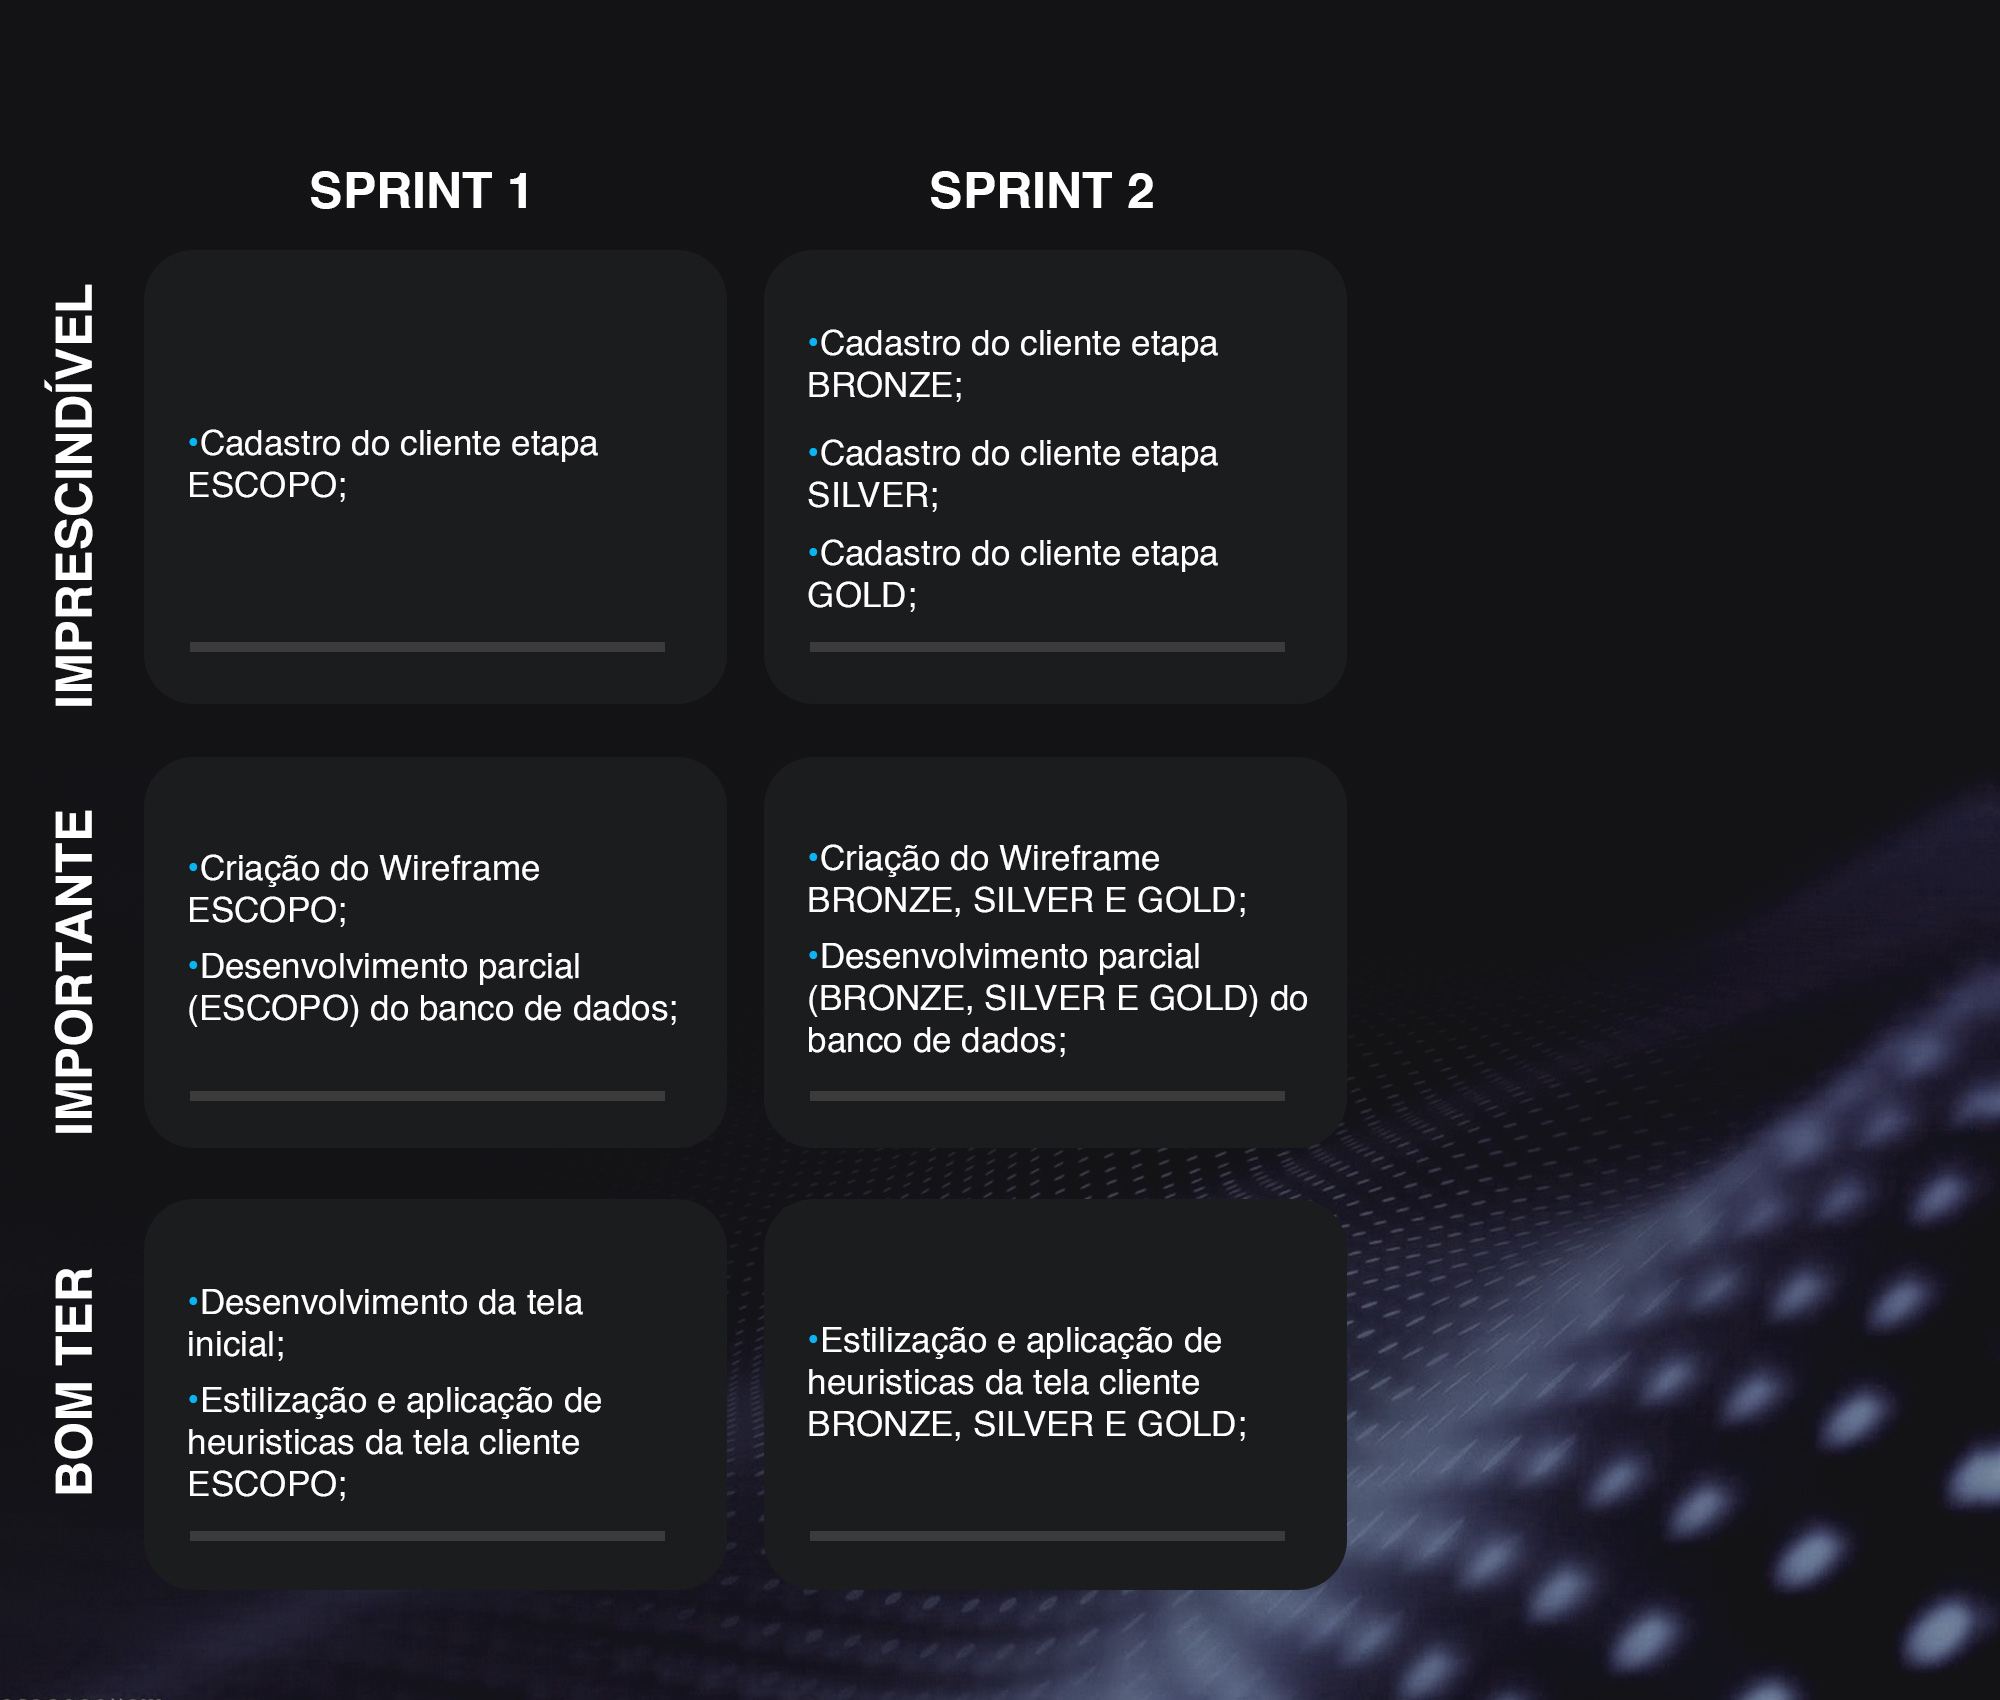 SPRINT 1
SPRINT 2
IMPRESCINDÍVEL
•Cadastro do cliente etapa
ESCOPO;
•Cadastro do cliente etapa
BRONZE;
•Cadastro do cliente etapa
SILVER;
•Cadastro do cliente etapa
GOLD;
IMPORTANTE
•Criação do Wireframe
ESCOPO;
•Desenvolvimento parcial
(ESCOPO) do banco de dados;
•Criação do Wireframe
BRONZE, SILVER E GOLD;
•Desenvolvimento parcial
(BRONZE, SILVER E GOLD) do
banco de dados;
BOM TER
•Desenvolvimento da tela
inicial;
•Estilização e aplicação de
heuristicas da tela cliente
ESCOPO;
•Estilização e aplicação de
heuristicas da tela cliente
BRONZE, SILVER E GOLD;